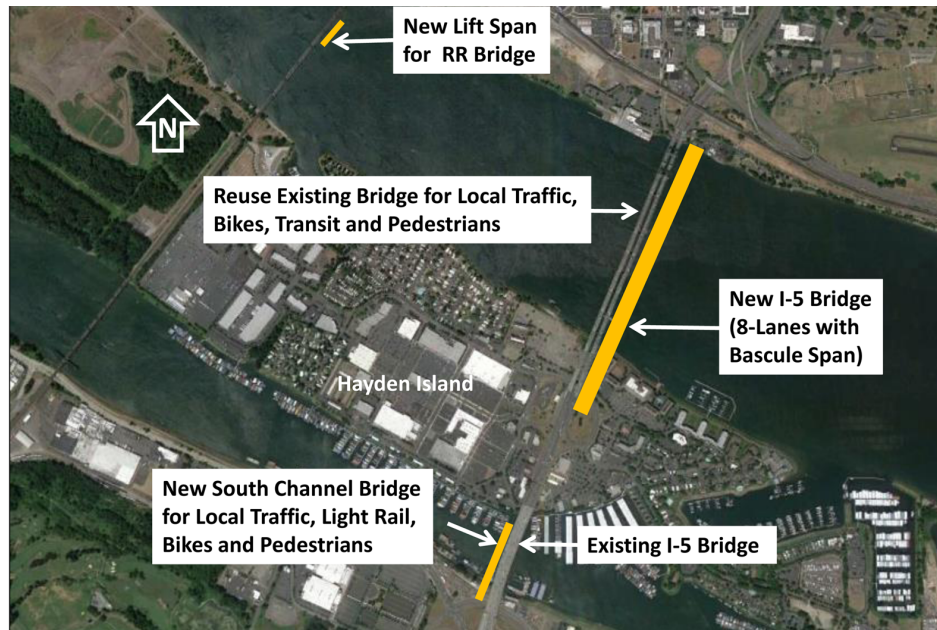 New Lift Span
for RR Bridge
N
Reuse Existing Bridge for Local Traffic,
Bikes, Transit and Pedestrians
New I-5 Bridge
(8-Lanes with
Bascule Span)
Hayden Island
New South Channel Bridge
for Local Traffic, Light Rail,
Bikes and Pedestrians
Existing I-5 Bridge